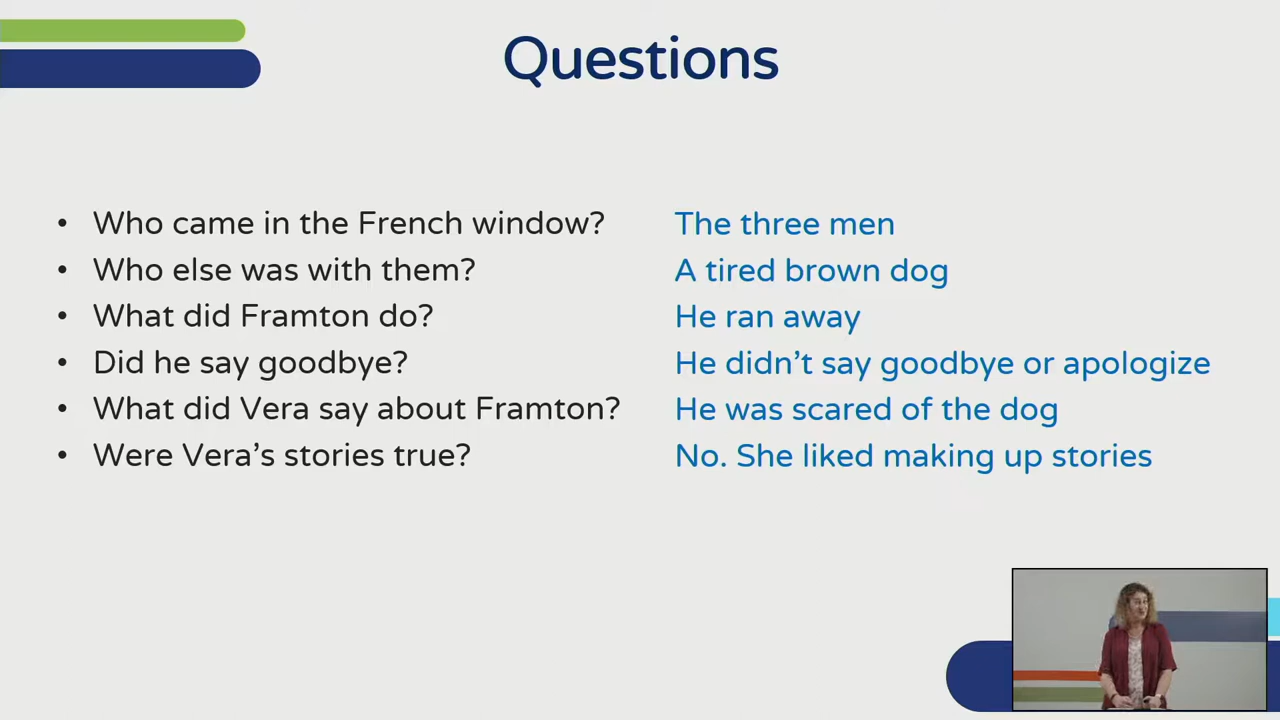 Questions
• Who came in the French window? The three men
• Who else was with them? A tired brown dog
• What did Framton do? He ran away
• Did he say goodbye? He didn’t say goodbye or apologize
• What did Vera say about Framton? He was scared of the dog
• Were Vera’s stories true? No. She liked making up stories